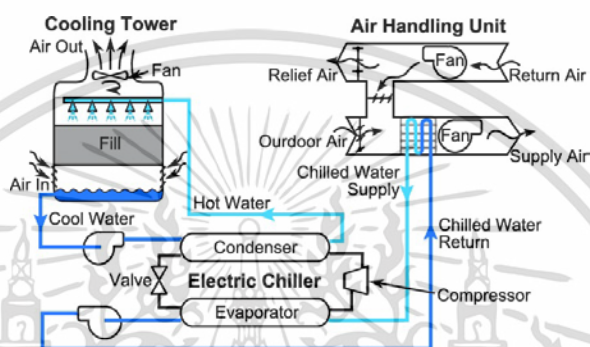 Cooling Tower
Air Out
Fan
Fill
Air In
Cool Water
Hot Water
Air Handling Unit
Relief Air
Fan
Return Air
Ourdoor Air
Fan
Supply Air
Chilled Water
Supply
Chilled Water
Return
Condenser
Valve
Electric Chiller
Compressor
Evaporator